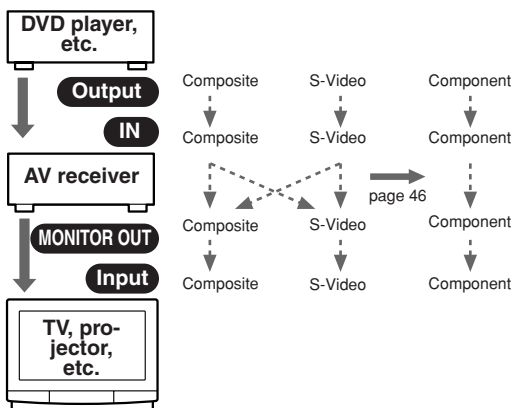 DVD player,
etc.
Output
Composite S-Video Component
IN
Composite S-Video Component
AV receiver
page 46
MONITOR OUT
Composite S-Video Component
Input
Composite S-Video Component
TV, pro-
jector,
etc.